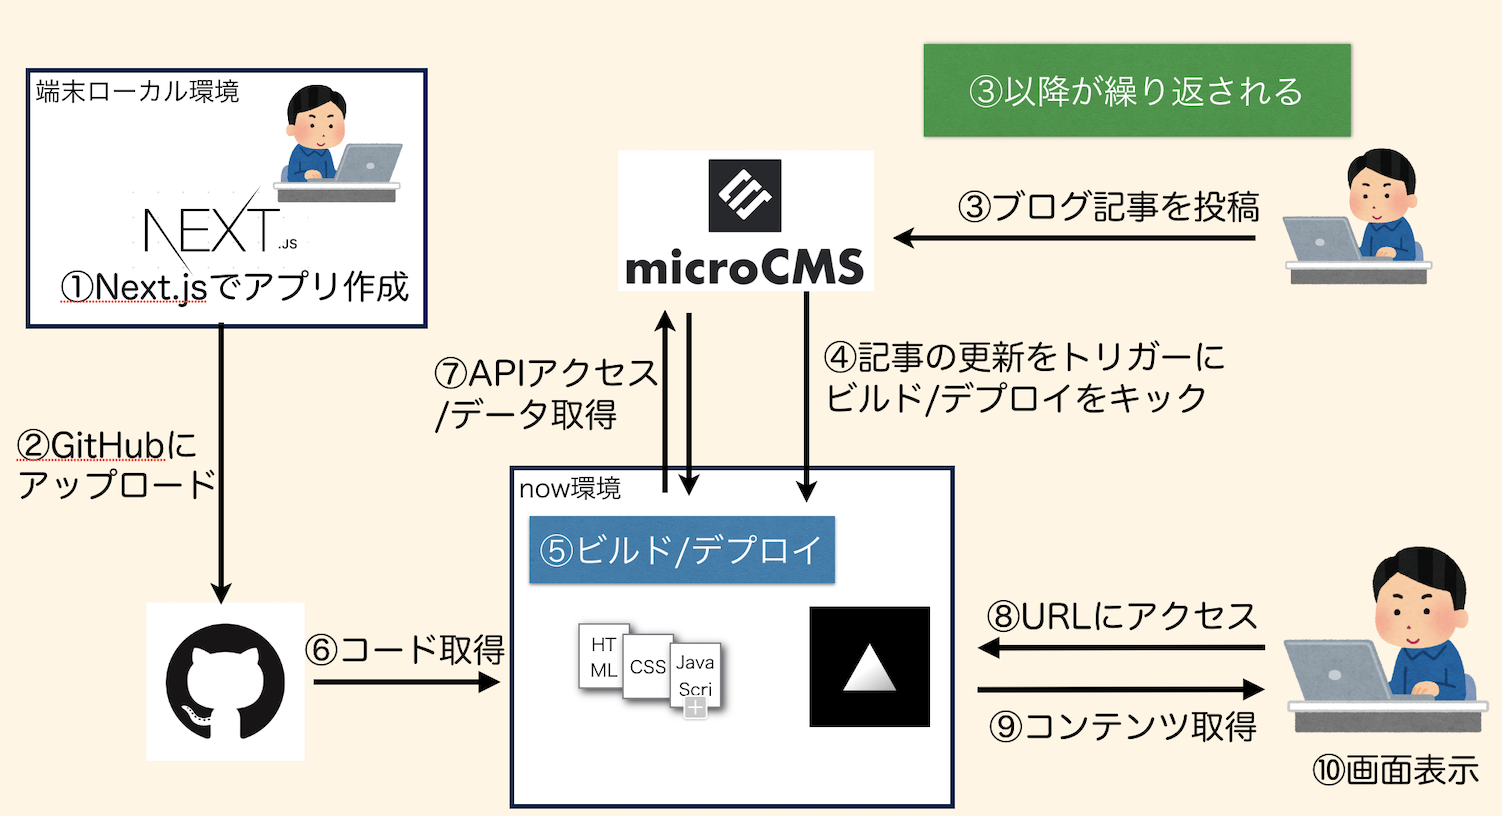 端末ローカル環境
NEXT.JS
①Next.jsでアプリ作成
②GitHubに
アップロード
③以降が繰り返される
microCMS
③ブログ記事を投稿
④記事の更新をトリガーに
ビルド/デプロイをキック
⑦APIアクセス
/データ取得
now環境
⑤ビルド/デプロイ
HT
ML
CSS
Java
Scri
⑥コード取得
⑧URLにアクセス
⑨コンテンツ取得
⑩画面表示